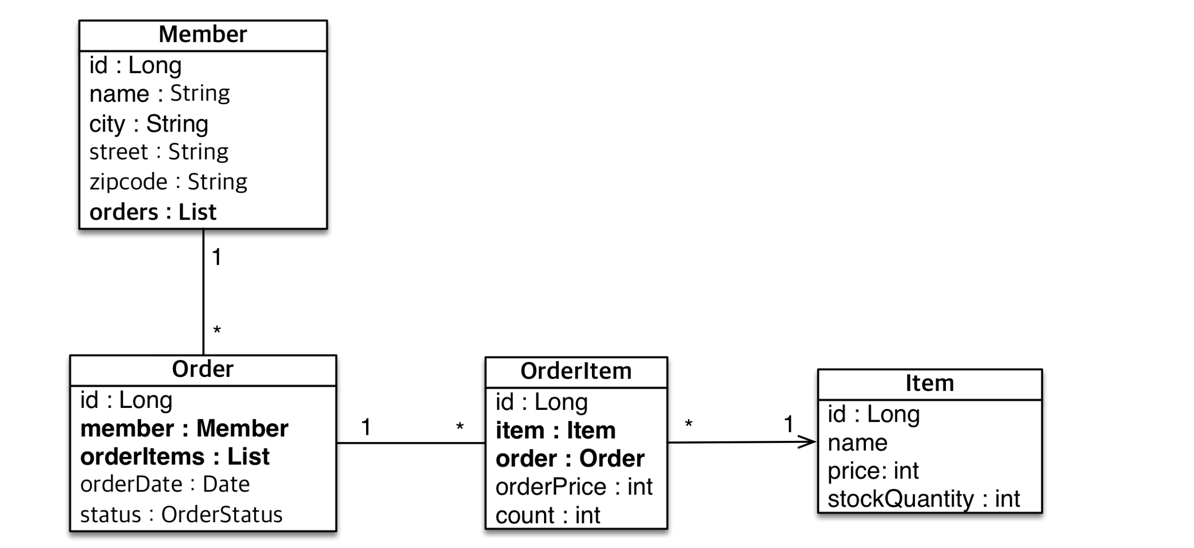 Member
id : Long
name : String
city : String
street : String
zipcode : String
orders : List
1
*
Order
id : Long
member : Member
orderItems : List
orderDate : Date
status : OrderStatus
1
*
OrderItem
id : Long
item : Item
order : Order
orderPrice : int
count : int
*
1
Item
id : Long
name
price: int
stockQuantity : int